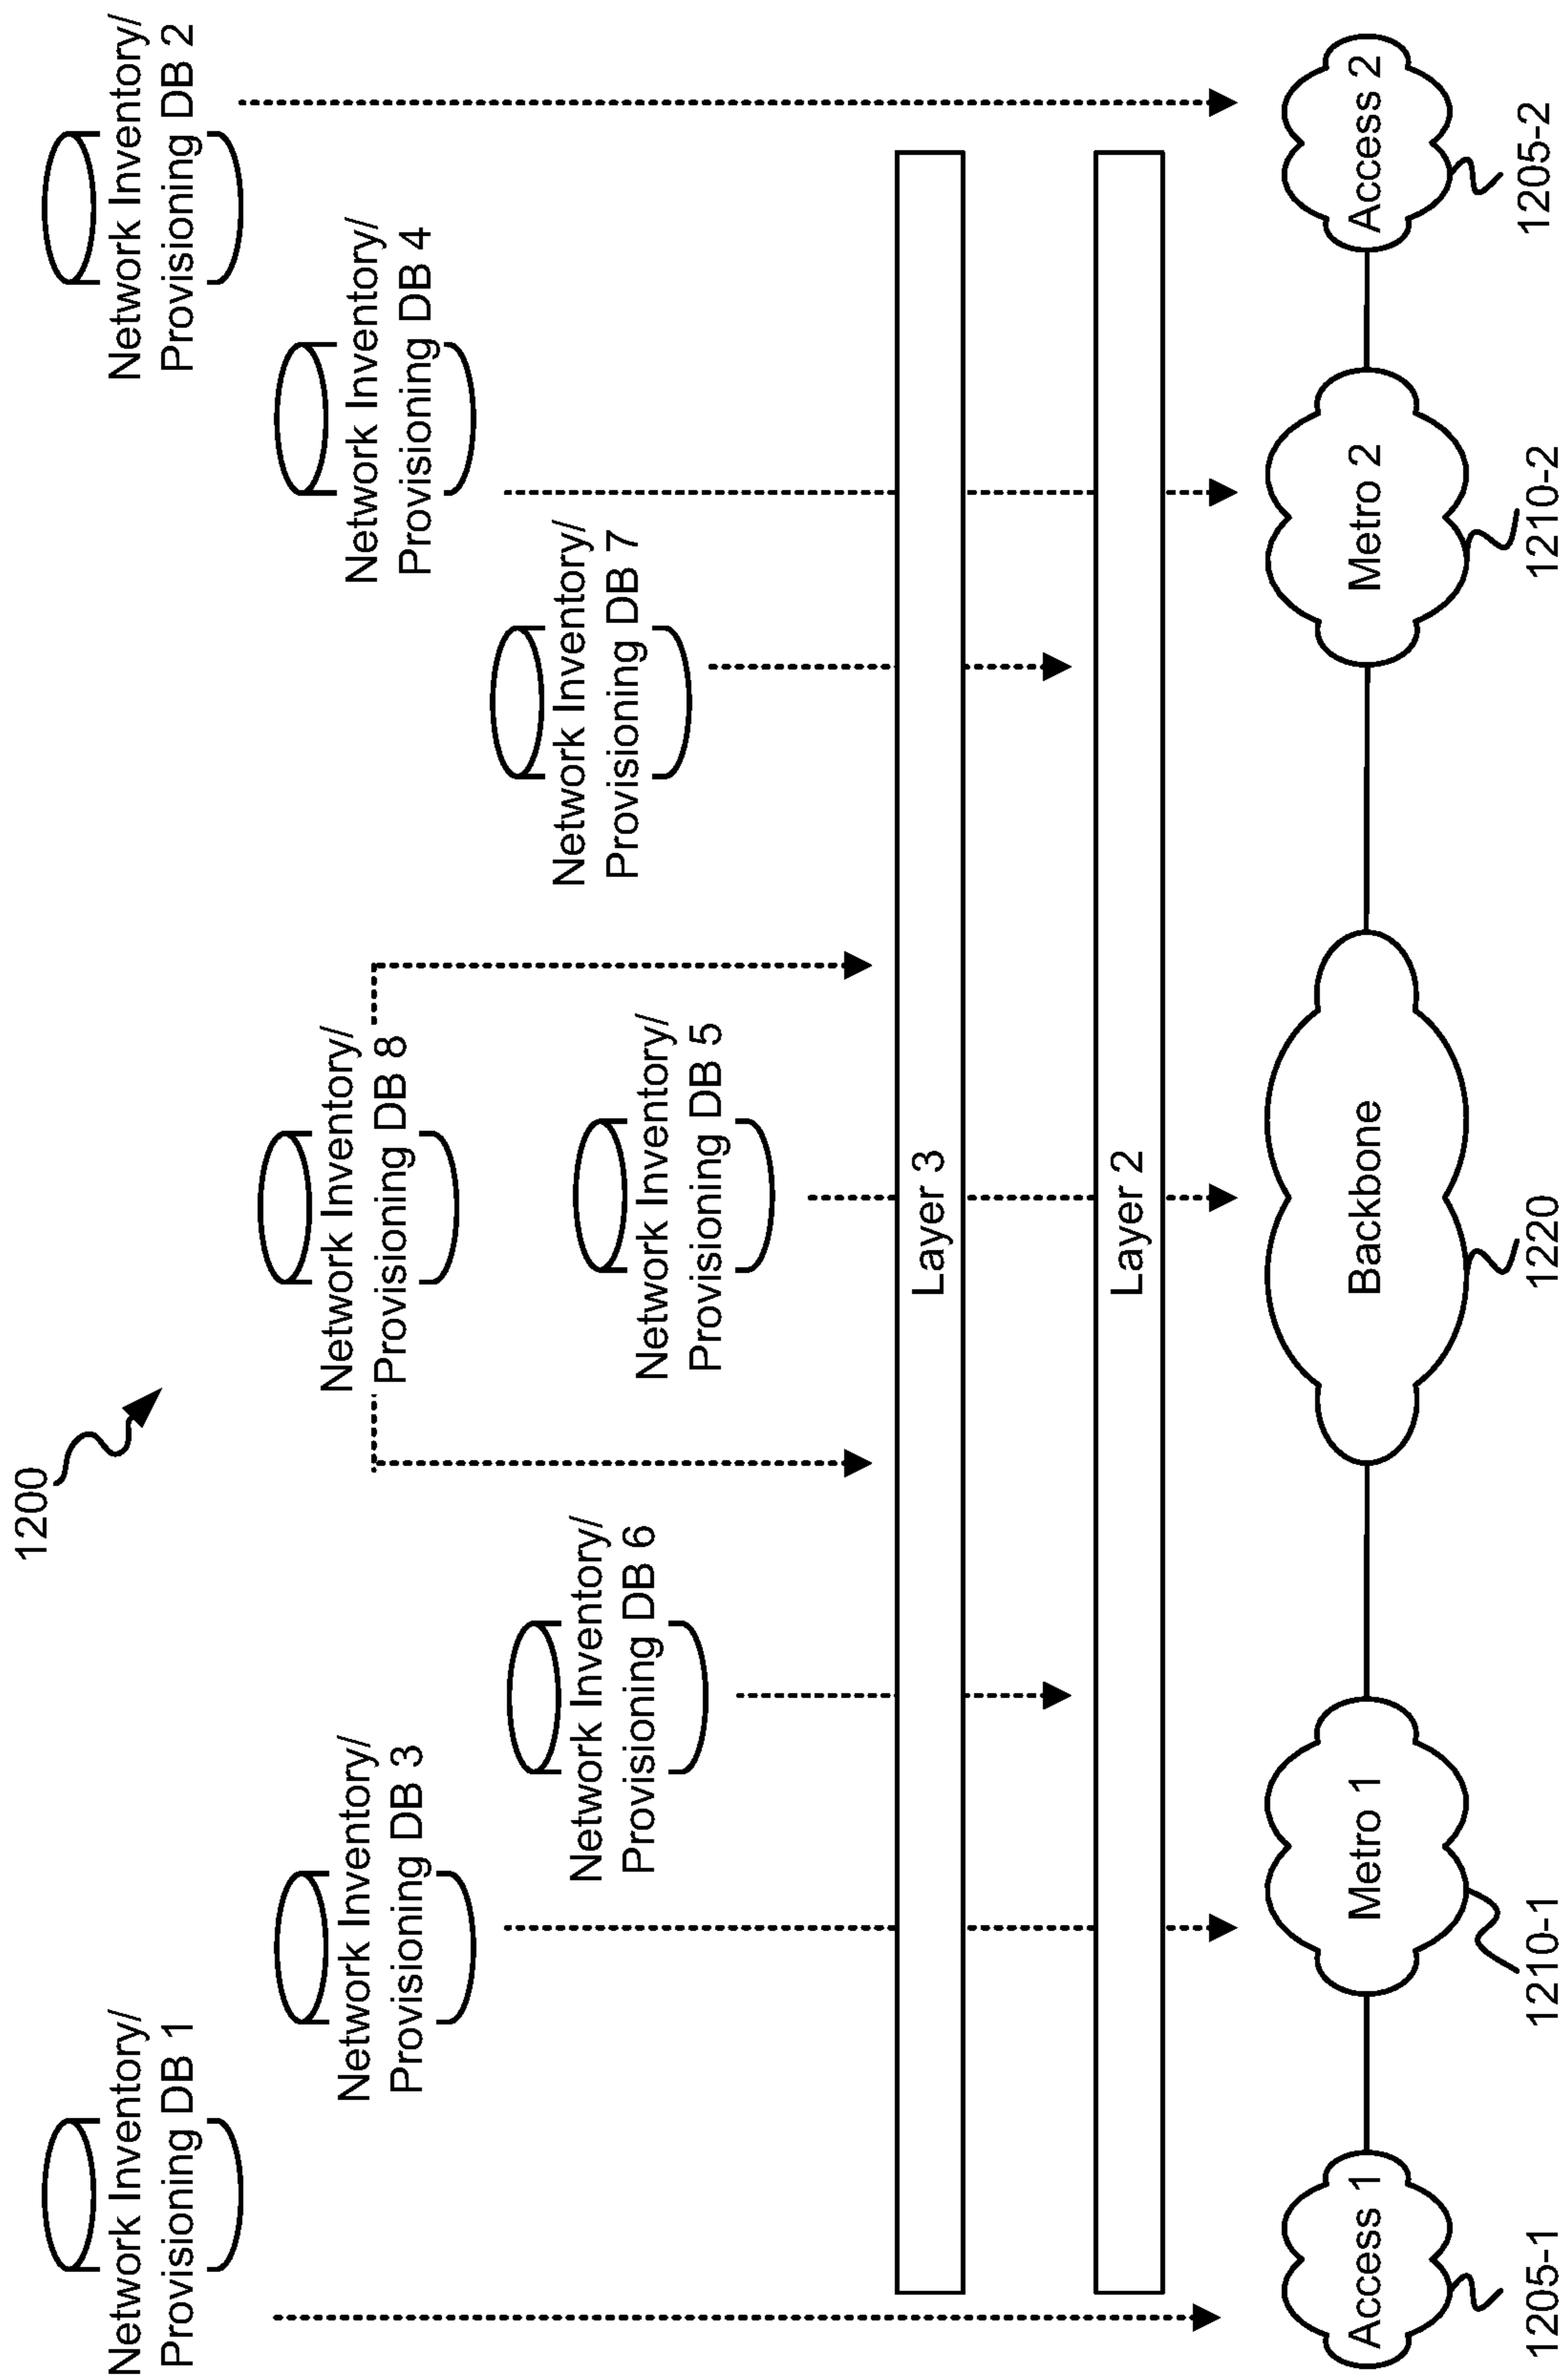 1200
Network Inventory/
Provisioning DB 1
Network Inventory/
Provisioning DB 2
Network Inventory/
Provisioning DB 8
Network Inventory/
Provisioning DB 3
Network Inventory/
Provisioning DB 4
Network Inventory/
Provisioning DB 6
Network Inventory/
Provisioning DB 5
Network Inventory/
Provisioning DB 7
Layer 3
Layer 2
Access 1
Metro 1
Backbone
Metro 2
Access 2
1205-1
1210-1
1220
1210-2
1205-2